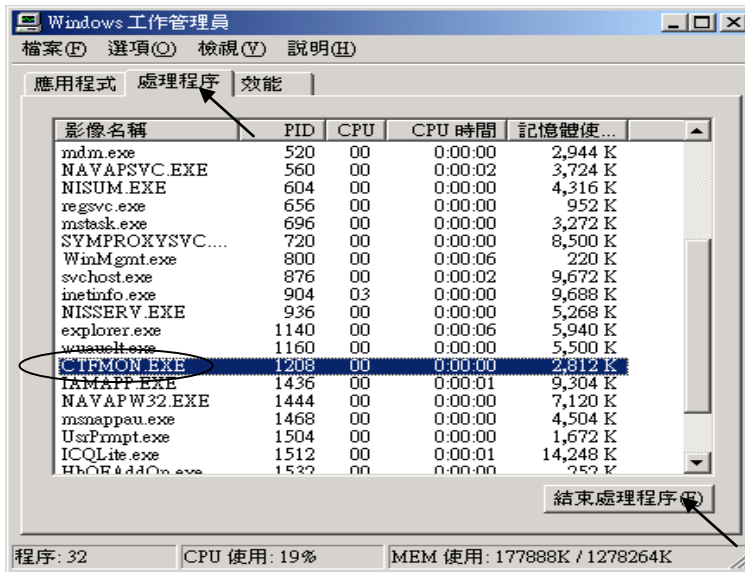 Windows 工作管理員
檔案(F) 選項(O) 檢視(V) 說明(H)
應用程式 處理程序 效能
影像名稱 PID CPU CPU 時間 記憶體使...
mdm.exe 520 00 0:00:00 2,944 K
NAVAPSVC.EXE 560 00 0:00:02 3,724 K
NISUM.EXE 604 00 0:00:00 4,316 K
regsvc.exe 656 00 0:00:00 952 K
mstask.exe 696 00 0:00:00 3,272 K
SYMPROXYSVC.... 720 00 0:00:00 8,500 K
WinMgmt.exe 800 00 0:00:06 220 K
svchost.exe 876 00 0:00:02 9,672 K
inetinfo.exe 904 03 0:00:00 9,688 K
NISSERV.EXE 936 00 0:00:00 5,268 K
explorer.exe 1140 00 0:00:06 5,940 K
wuauclt.exe 1160 00 0:00:00 5,500 K
CTFMON.EXE 1208 00 0:00:00 2,812 K
IAMAPP.EXE 1436 00 0:00:01 9,304 K
NAVAPW32.EXE 1444 00 0:00:00 7,120 K
msnappau.exe 1468 00 0:00:00 4,504 K
UsrPrmpt.exe 1504 00 0:00:00 1,672 K
ICQLite.exe 1512 00 0:00:01 14,248 K
HbOEAddOn.exe 1532 00 0:00:00 252 K
結束處理程序(E)
程序: 32 CPU 使用: 19% MEM 使用: 177888K / 1278264K